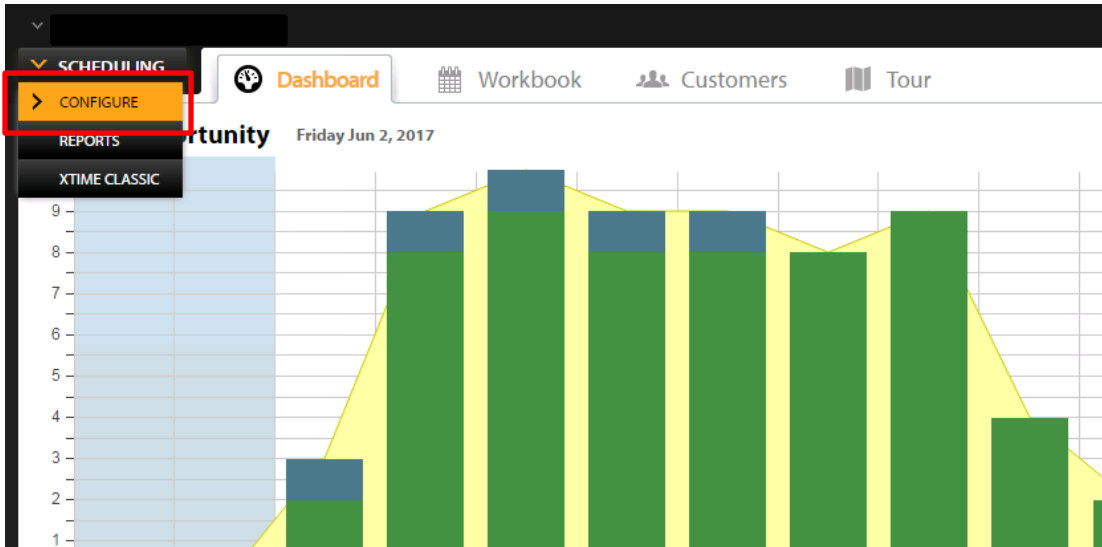 SCHEDULING
Dashboard Workbook Customers Tour
CONFIGURE
rtunity Friday Jun 2, 2017
REPORTS
XTIME CLASSIC
9
8
7
6
5
4
3
2
1